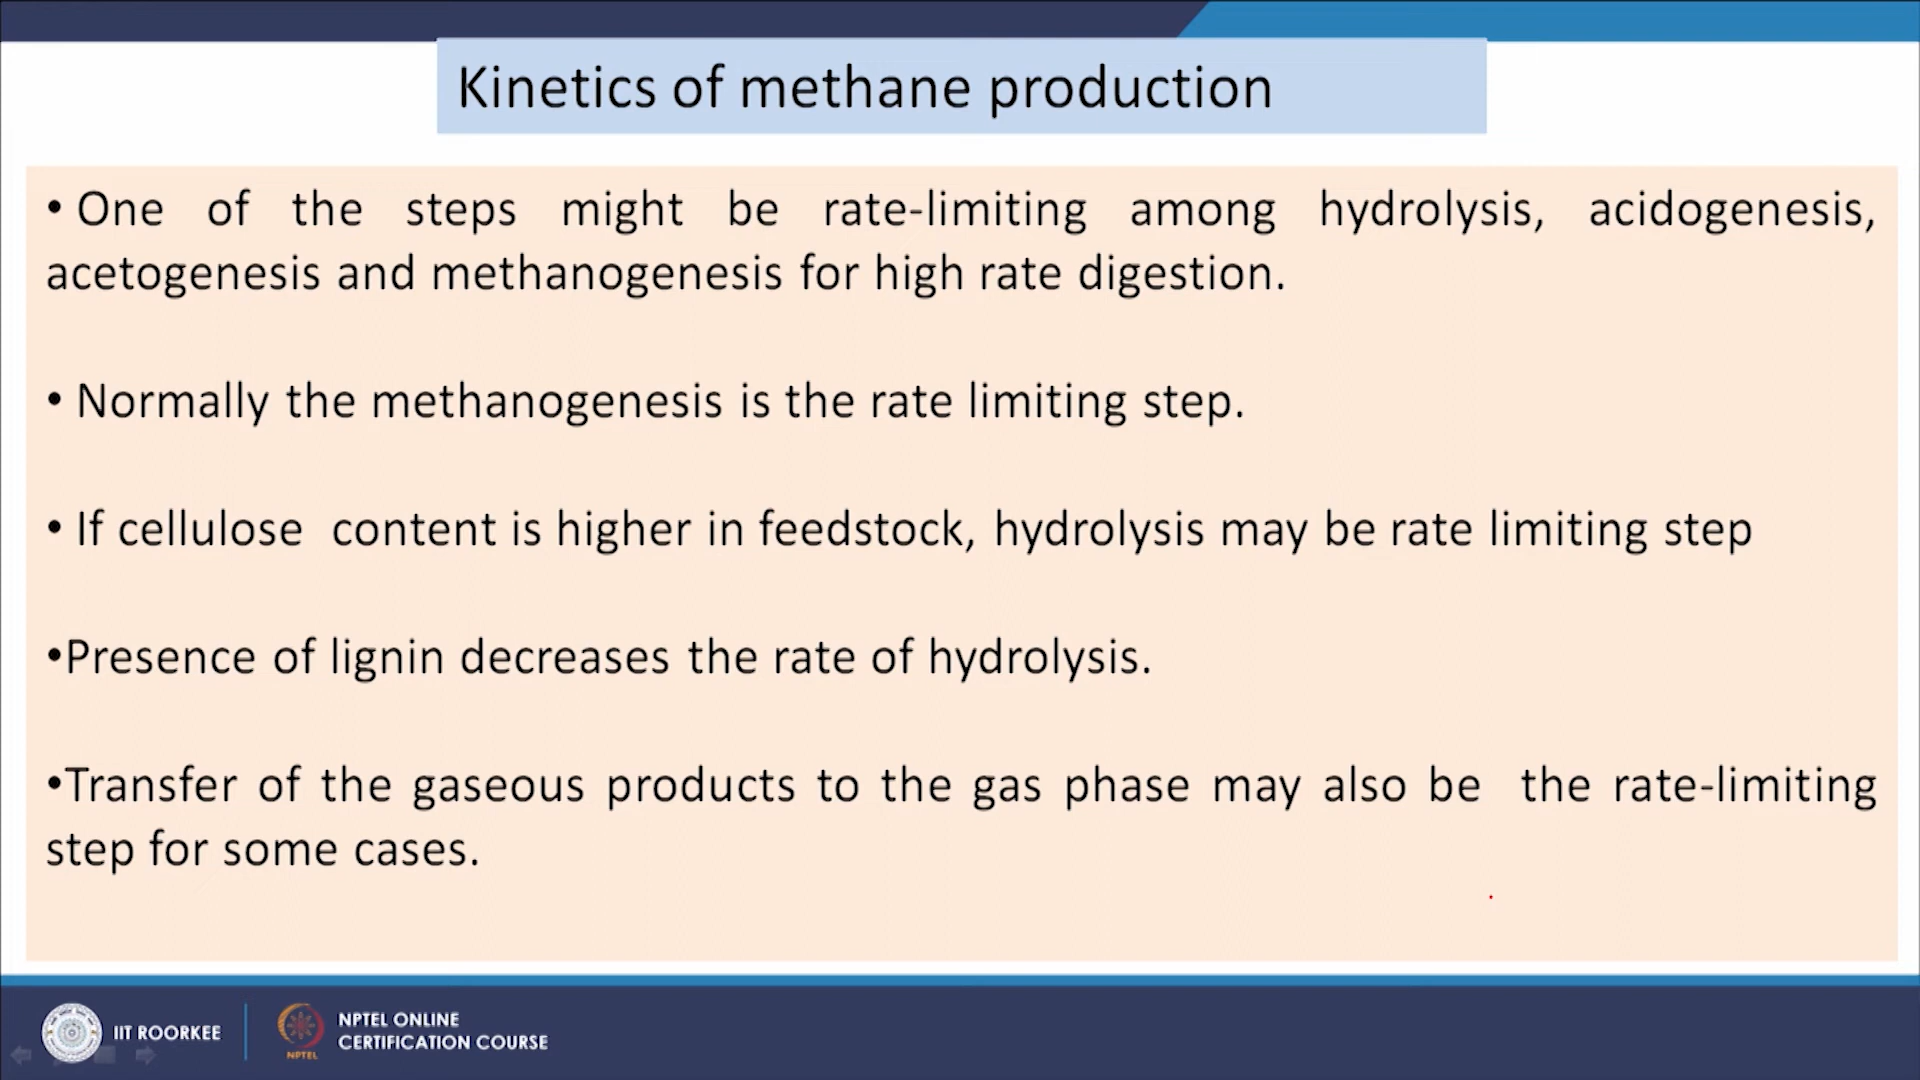 Kinetics of methane production
• One of the steps might be rate-limiting among hydrolysis, acidogenesis,
acetogenesis and methanogenesis for high rate digestion.
• Normally the methanogenesis is the rate limiting step.
• If cellulose content is higher in feedstock, hydrolysis may be rate limiting step
•Presence of lignin decreases the rate of hydrolysis.
•Transfer of the gaseous products to the gas phase may also be the rate-limiting
step for some cases.
IIT ROORKEE
NPTEL
NPTEL ONLINE
CERTIFICATION COURSE